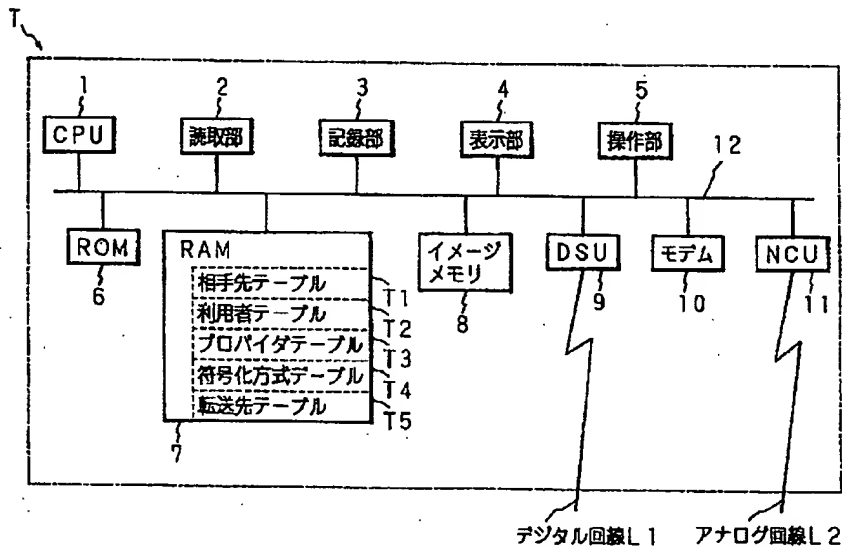 T
1 2 3 4 5
CPU 読取部 記録部 表示部 操作部
12
ROM RAM イメージ DSU モデム NCU
メモリ
6 8 9 10 11
相手先テーブル T1
利用者テーブル T2
プロバイダテーブル T3
符号化方式テーブル T4
転送先テーブル T5
7
デジタル回線L1 アナログ回線L2